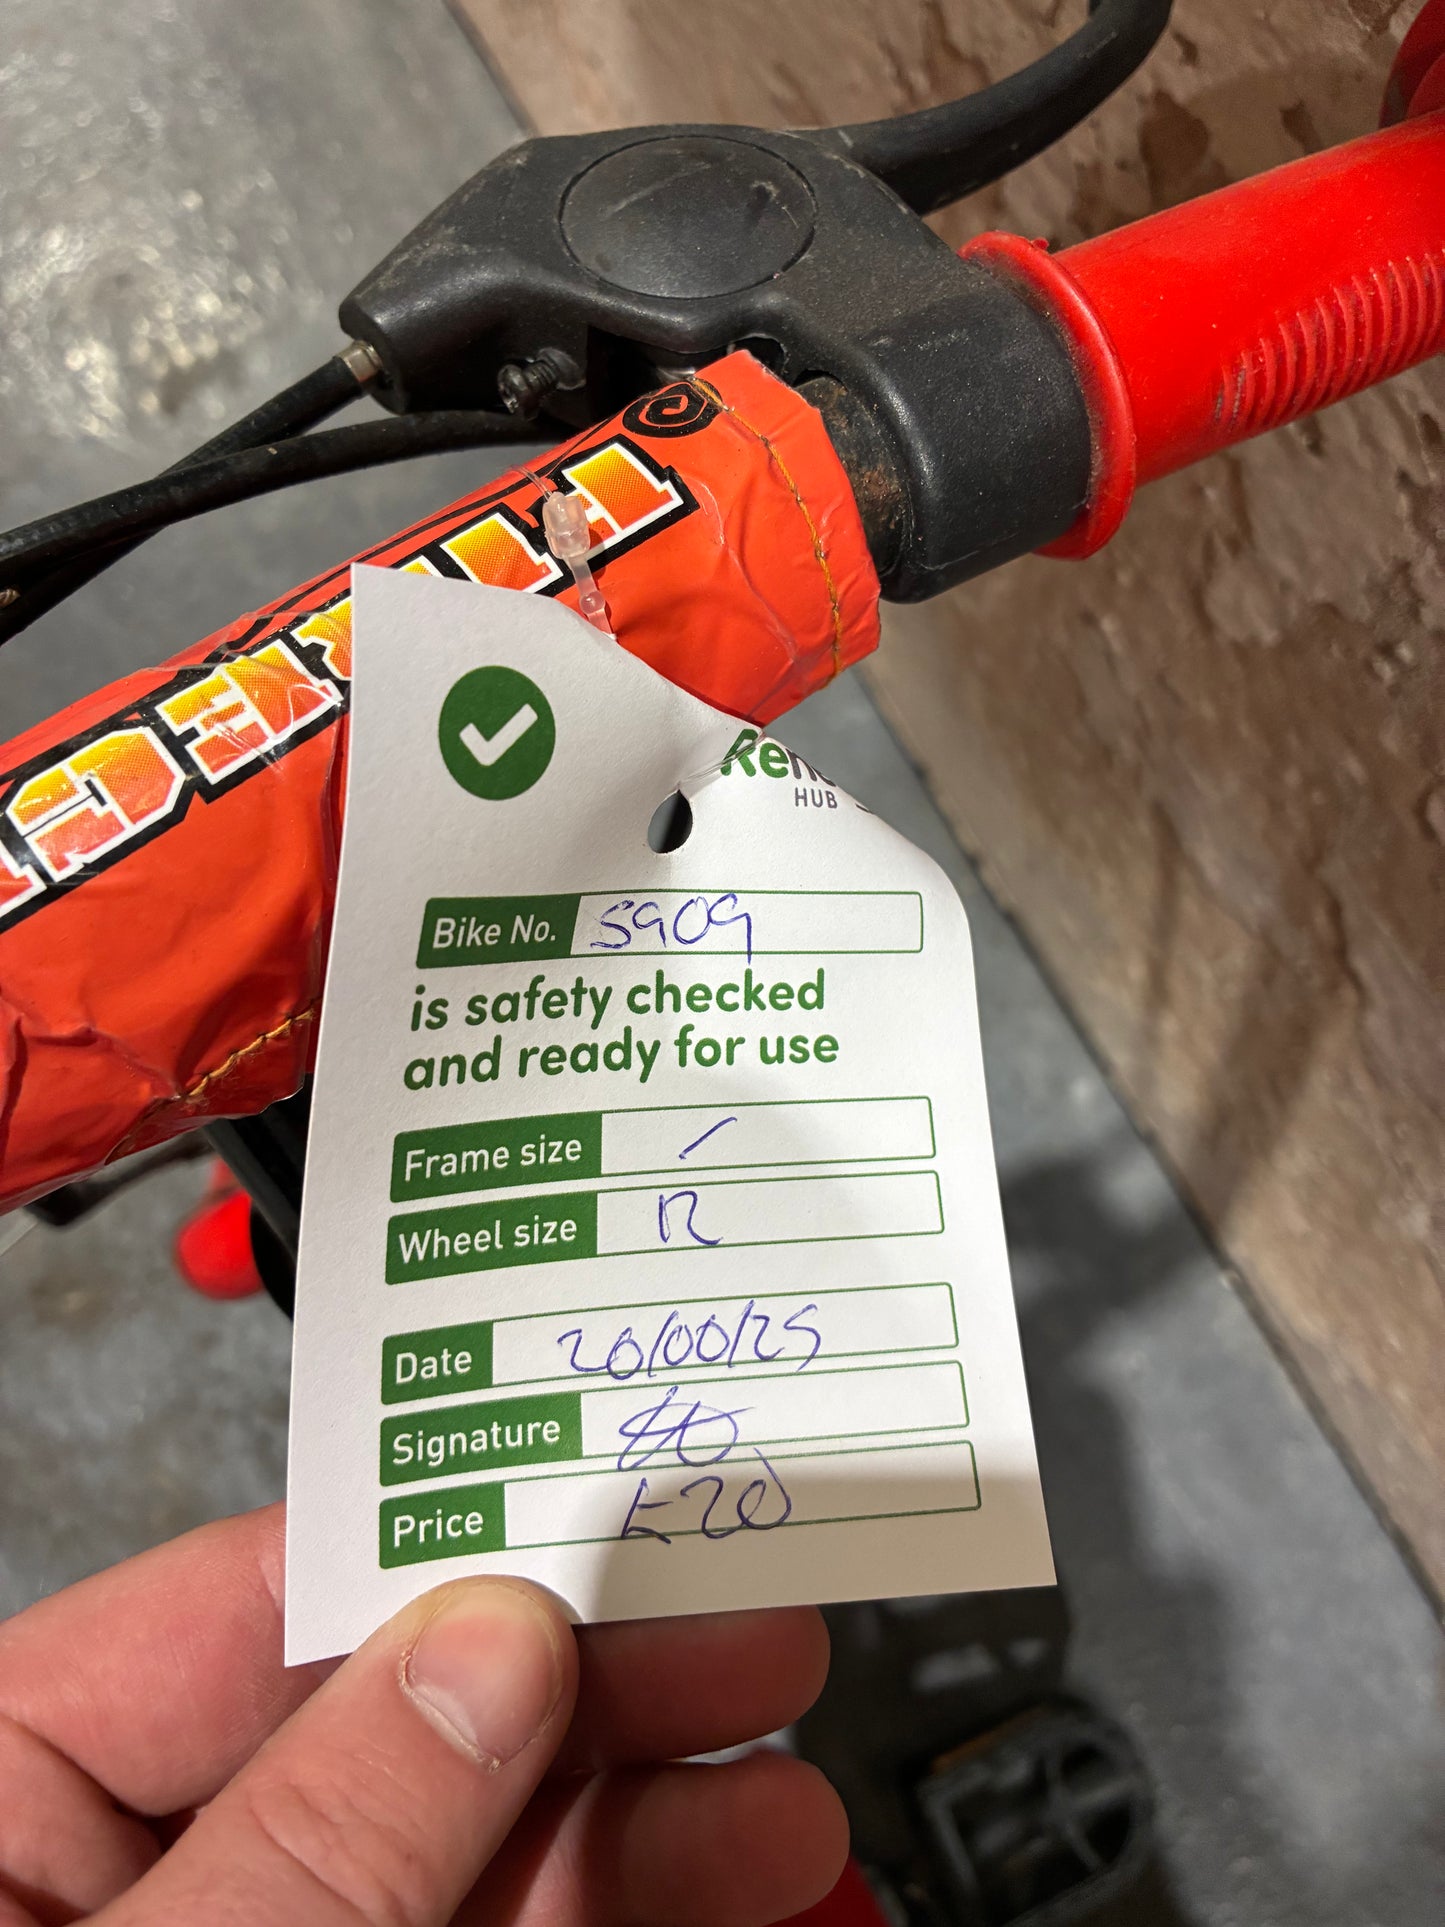 HUB
Bike No. 5909
is safety checked
and ready for use
Frame size /
Wheel size 12
Date 20/00/25
Signature
Price £20